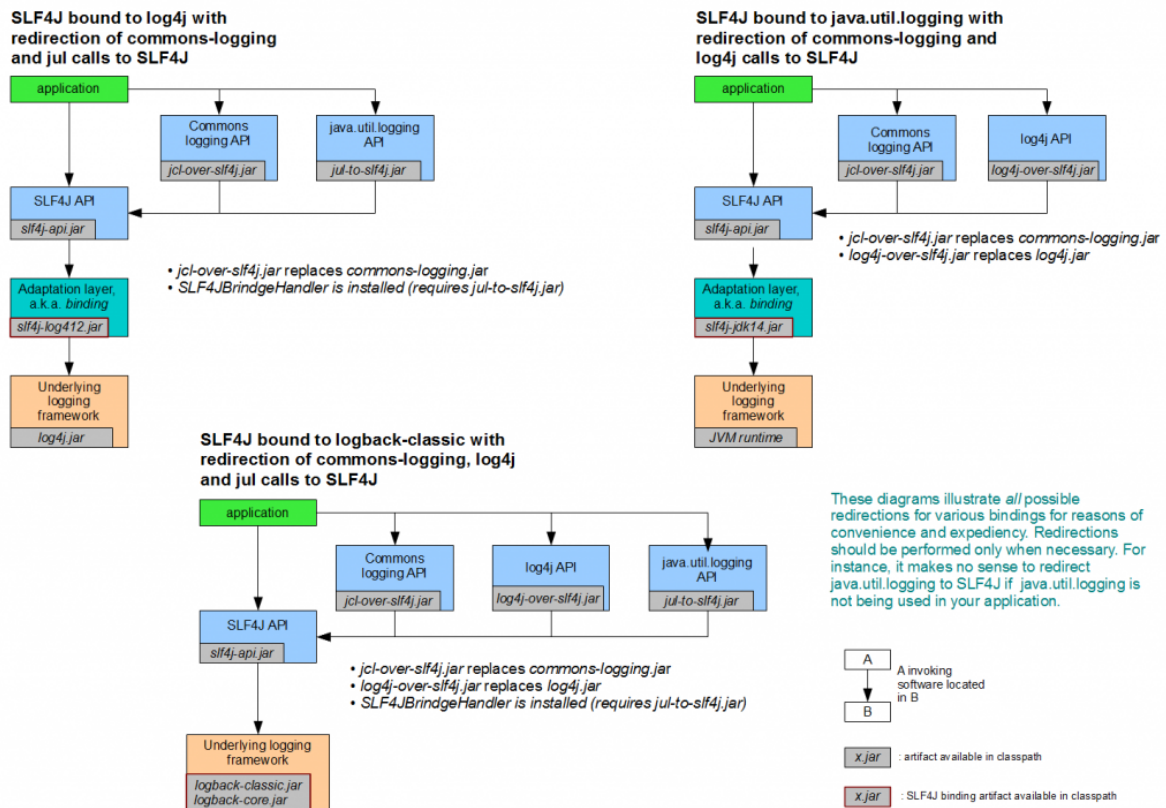 SLF4J bound to log4j with
redirection of commons-logging
and jul calls to SLF4J
application
Commons
logging API
jcl-over-slf4j.jar
java.util.logging
API
jul-to-slf4j.jar
SLF4J API
slf4j-api.jar
• jcl-over-slf4j.jar replaces commons-logging.jar
• SLF4JBrindgeHandler is installed (requires jul-to-slf4j.jar)
Adaptation layer,
a.k.a. binding
slf4j-log412.jar
Underlying
logging
framework
log4j.jar
SLF4J bound to java.util.logging with
redirection of commons-logging and
log4j calls to SLF4J
application
Commons
logging API
jcl-over-slf4j.jar
log4j API
log4j-over-slf4j.jar
SLF4J API
slf4j-api.jar
• jcl-over-slf4j.jar replaces commons-logging.jar
• log4j-over-slf4j.jar replaces log4j.jar
Adaptation layer,
a.k.a. binding
slf4j-jdk14.jar
Underlying
logging
framework
JVM runtime
SLF4J bound to logback-classic with
redirection of commons-logging, log4j
and jul calls to SLF4J
application
Commons
logging API
jcl-over-slf4j.jar
log4j API
log4j-over-slf4j.jar
java.util.logging
API
jul-to-slf4j.jar
SLF4J API
slf4j-api.jar
• jcl-over-slf4j.jar replaces commons-logging.jar
• log4j-over-slf4j.jar replaces log4j.jar
• SLF4JBrindgeHandler is installed (requires jul-to-slf4j.jar)
Underlying logging
framework
logback-classic.jar
logback-core.jar
These diagrams illustrate all possible
redirections for various bindings for reasons of
convenience and expediency. Redirections
should be performed only when necessary. For
instance, it makes no sense to redirect
java.util.logging to SLF4J if java.util.logging is
not being used in your application.
A
B
A invoking
software located
in B
x.jar : artifact available in classpath
x.jar : SLF4J binding artifact available in classpath